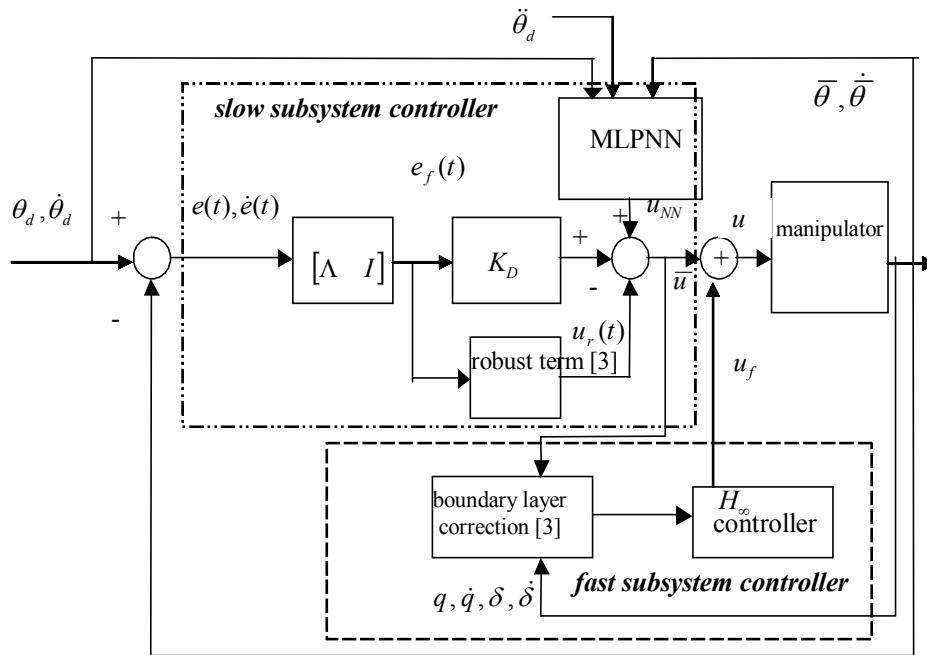 θ̈_d
θ̄, θ̄̇
slow subsystem controller
MLPNN
e_f(t)
θ_d, θ̇_d
+
e(t), ė(t)
+
u_NN
u
manipulator
[Λ I]
K_D
+
-
ū
+
-
u_r(t)
robust term [3]
u_f
boundary layer
correction [3]
H_∞
controller
fast subsystem controller
q, q̇, δ, δ̇